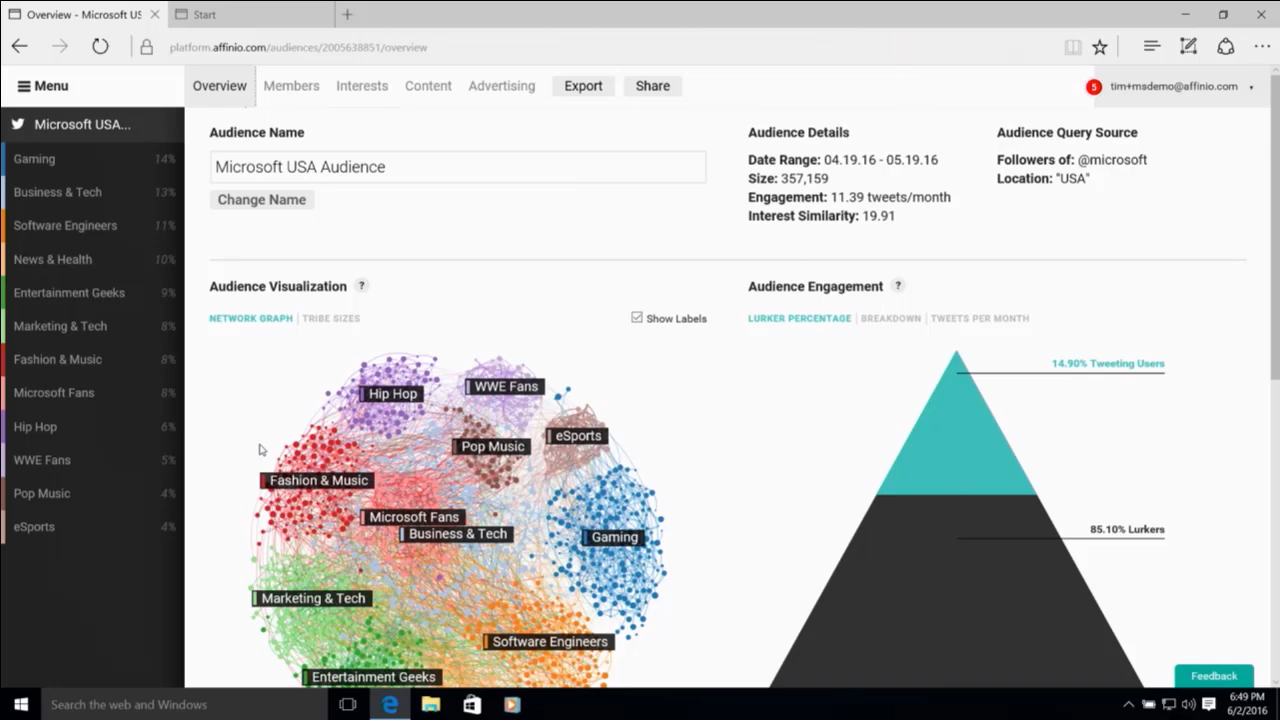 Overview - Microsoft US
Start
platform.affinio.com/audiences/2005638851/overview
Menu
Overview
Members
Interests
Content
Advertising
Export
Share
5
tim+msdemo@affinio.com
Microsoft USA...
Gaming 14%
Business & Tech 13%
Software Engineers 11%
News & Health 10%
Entertainment Geeks 9%
Marketing & Tech 8%
Fashion & Music 8%
Microsoft Fans 8%
Hip Hop 6%
WWE Fans 5%
Pop Music 4%
eSports 4%
Audience Name
Microsoft USA Audience
Change Name
Audience Details
Date Range: 04.19.16 - 05.19.16
Size: 357,159
Engagement: 11.39 tweets/month
Interest Similarity: 19.91
Audience Query Source
Followers of: @microsoft
Location: "USA"
Audience Visualization ?
NETWORK GRAPH | TRIBE SIZES
Show Labels
Hip Hop
WWE Fans
Pop Music
eSports
Fashion & Music
Microsoft Fans
Business & Tech
Gaming
Marketing & Tech
Software Engineers
Entertainment Geeks
Audience Engagement ?
LURKER PERCENTAGE | BREAKDOWN | TWEETS PER MONTH
14.90% Tweeting Users
85.10% Lurkers
Feedback
Search the web and Windows
6:49 PM
6/2/2016